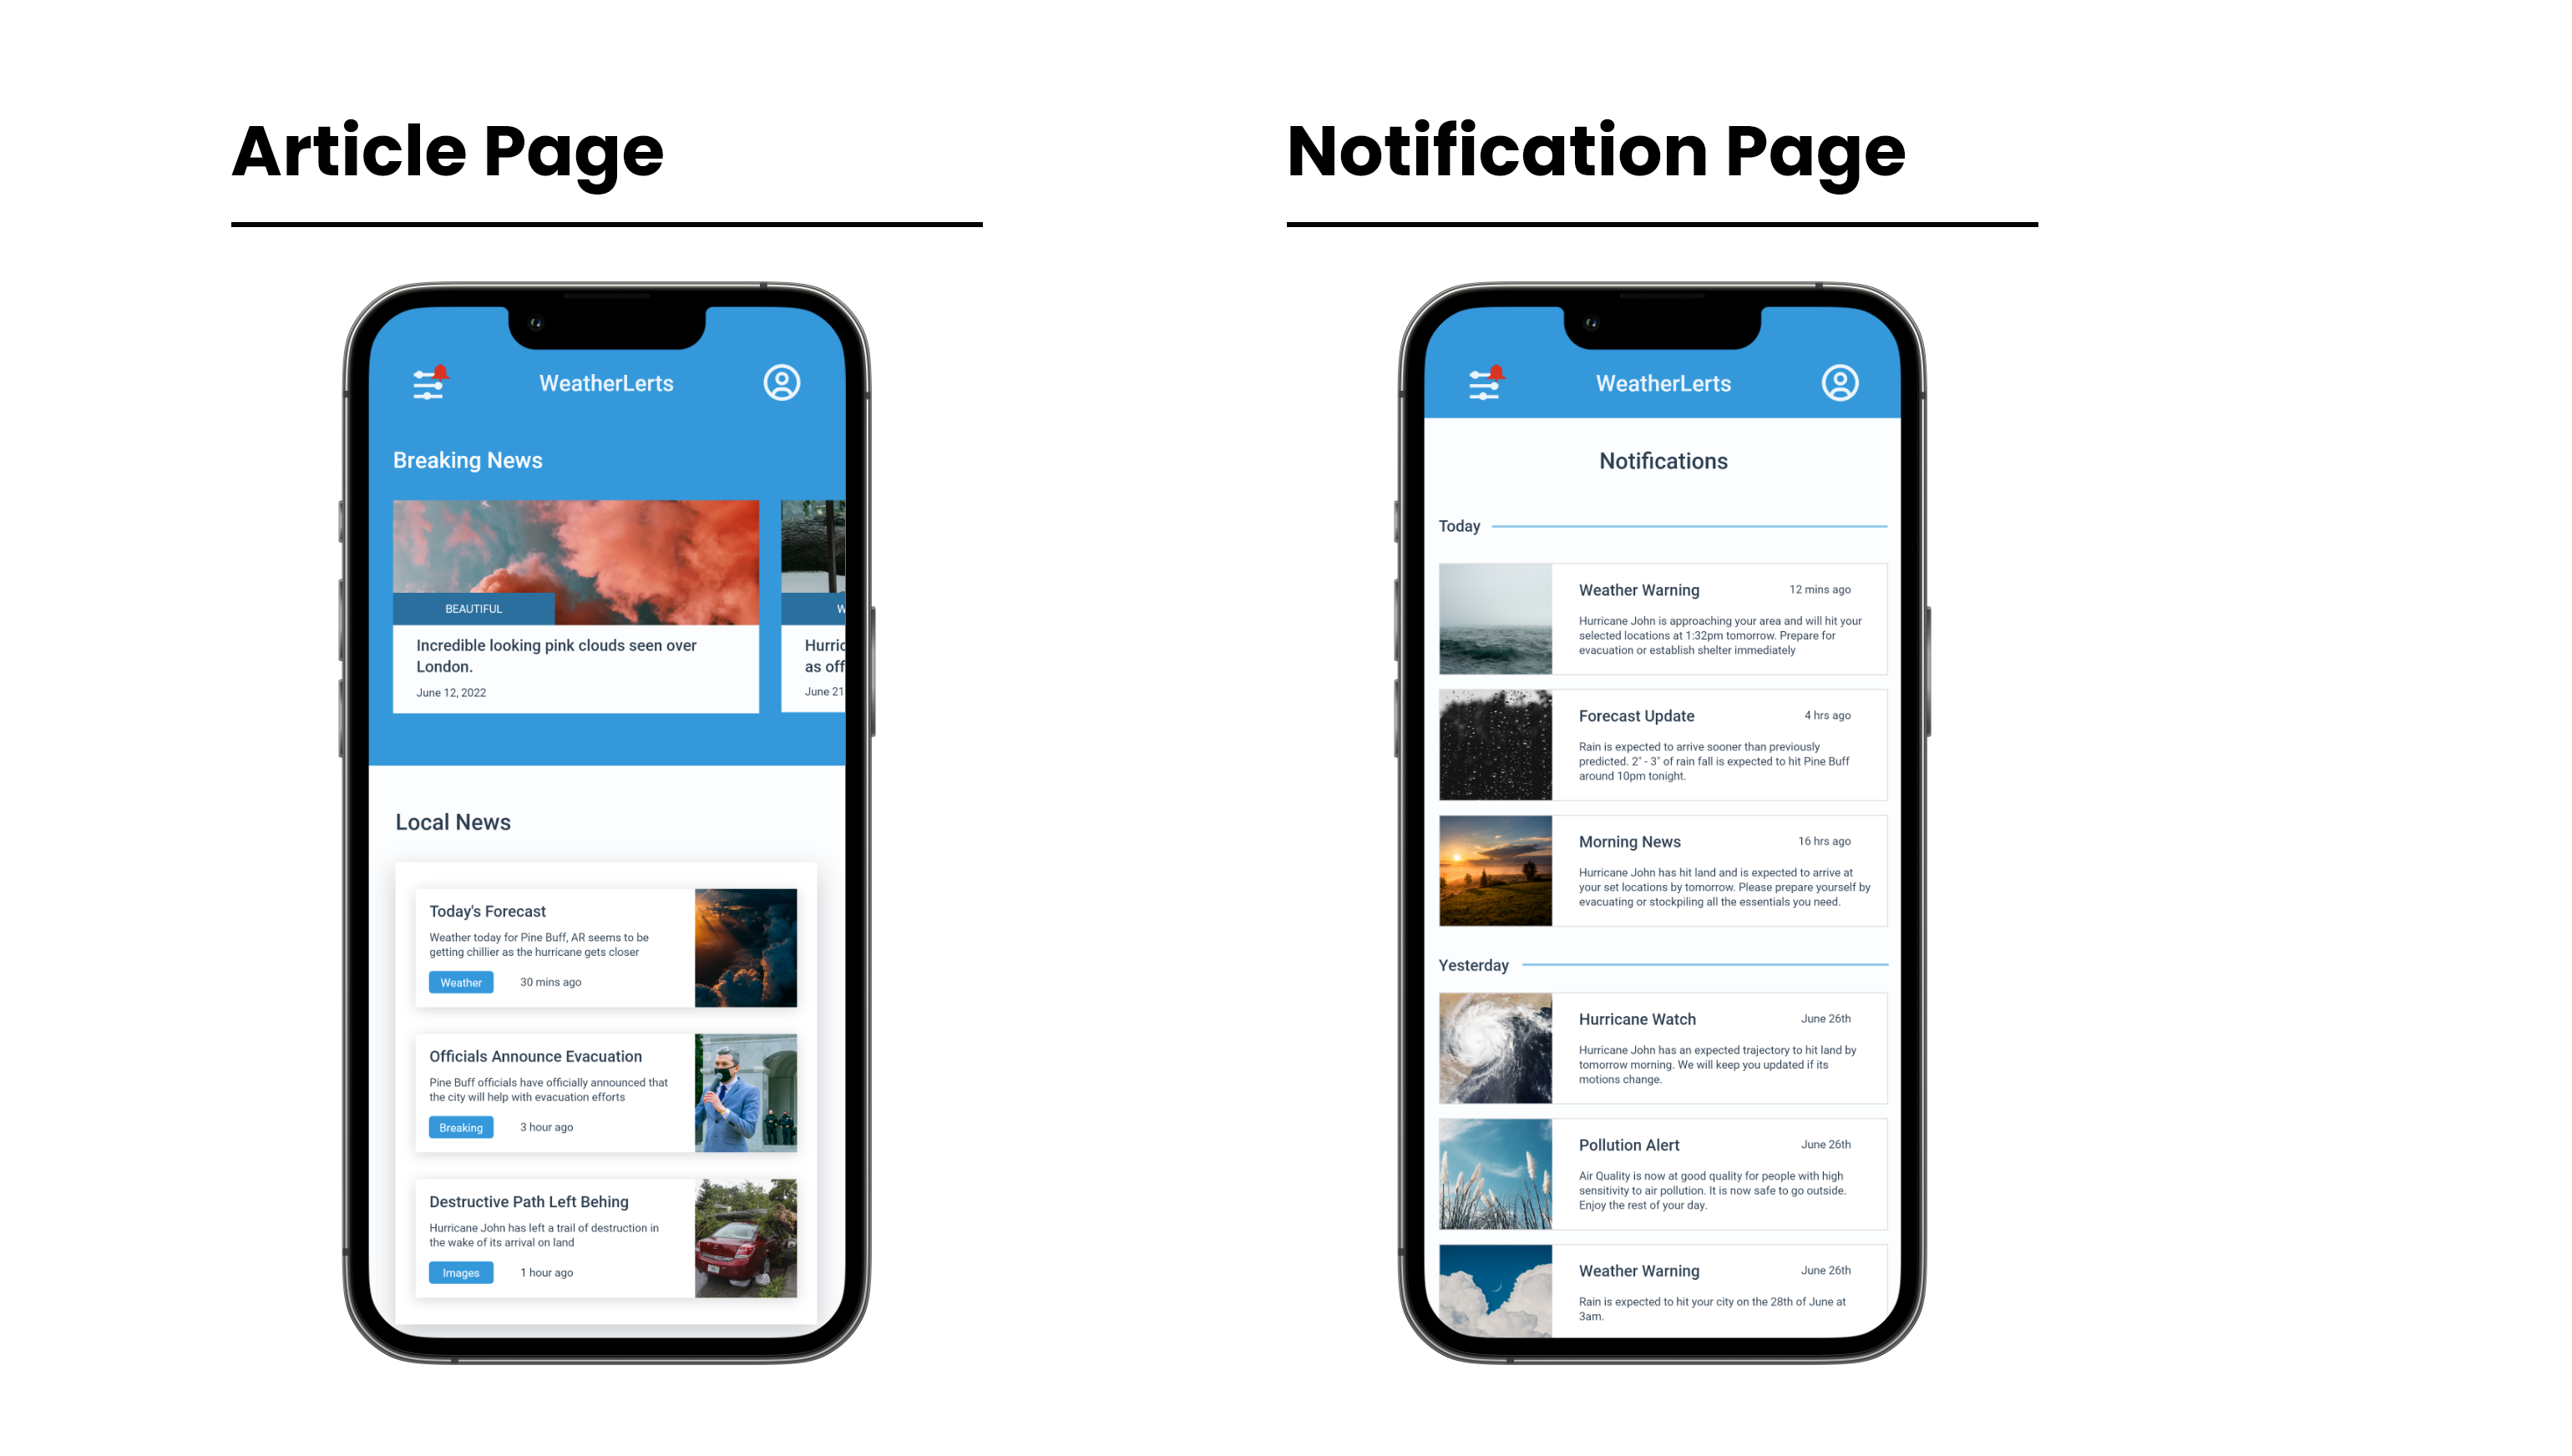 Article Page
WeatherLerts
Breaking News
BEAUTIFUL
Incredible looking pink clouds seen over
London.
June 12, 2022
W
Hurric
as off
June 21
Local News
Today's Forecast
Weather today for Pine Buff, AR seems to be
getting chillier as the hurricane gets closer
Weather 30 mins ago
Officials Announce Evacuation
Pine Buff officials have officially announced that
the city will help with evacuation efforts
Breaking 3 hour ago
Destructive Path Left Behing
Hurricane John has left a trail of destruction in
the wake of its arrival on land
Images 1 hour ago
Notification Page
WeatherLerts
Notifications
Today
Weather Warning 12 mins ago
Hurricane John is approaching your area and will hit your
selected locations at 1:32pm tomorrow. Prepare for
evacuation or establish shelter immediately
Forecast Update 4 hrs ago
Rain is expected to arrive sooner than previously
predicted. 2" - 3" of rain fall is expected to hit Pine Buff
around 10pm tonight.
Morning News 16 hrs ago
Hurricane John has hit land and is expected to arrive at
your set locations by tomorrow. Please prepare yourself by
evacuating or stockpiling all the essentials you need.
Yesterday
Hurricane Watch June 26th
Hurricane John has an expected trajectory to hit land by
tomorrow morning. We will keep you updated if its
motions change.
Pollution Alert June 26th
Air Quality is now at good quality for people with high
sensitivity to air pollution. It is now safe to go outside.
Enjoy the rest of your day.
Weather Warning June 26th
Rain is expected to hit your city on the 28th of June at
3am.